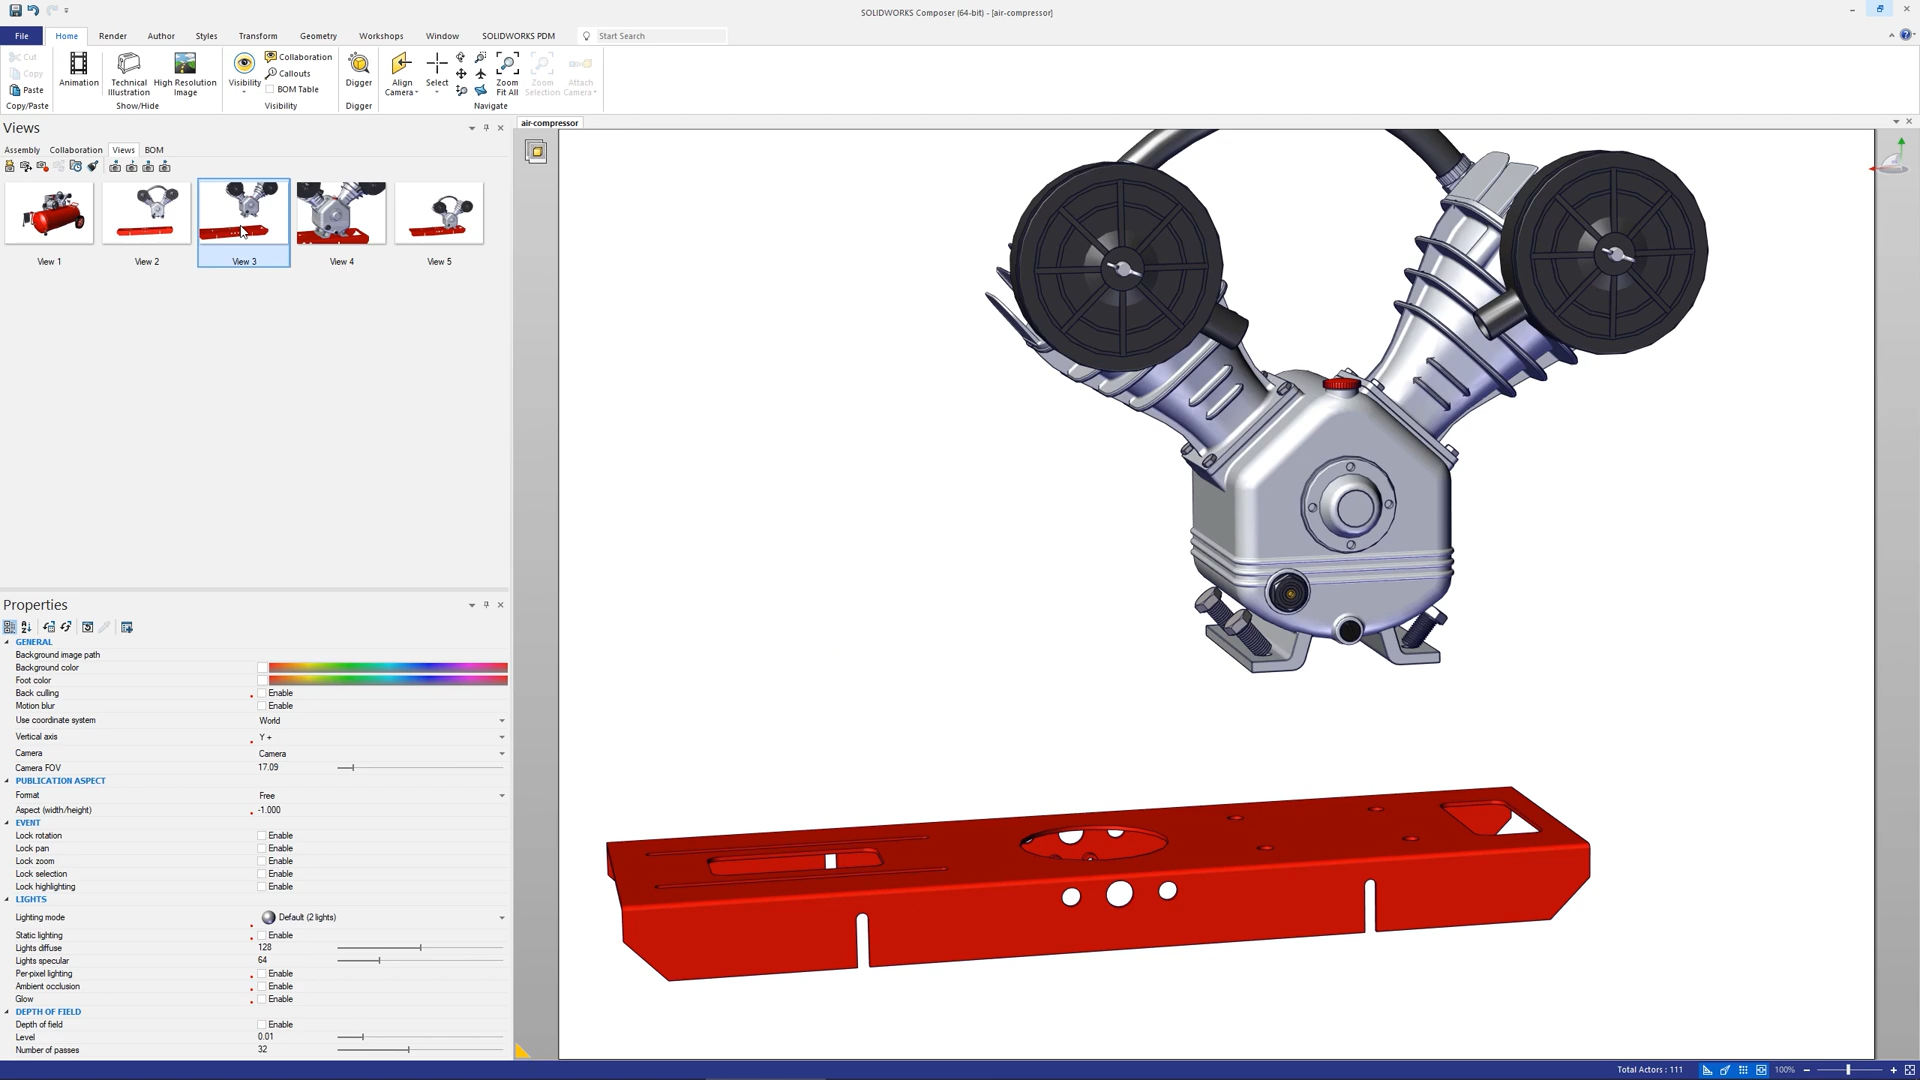 SOLIDWORKS Composer (64-bit) - [air-compressor]
File Home Render Author Styles Transform Geometry Workshops Window SOLIDWORKS PDM Start Search
Cut
Copy
Paste
Copy/Paste
Animation
Technical Illustration
High Resolution Image
Show/Hide
Visibility
Collaboration
Callouts
BOM Table
Visibility
Digger
Digger
Align Camera
Select
Zoom Fit All
Zoom Selection
Attach Camera
Navigate
Views
air-compressor
Assembly Collaboration Views BOM
View 1 View 2 View 3 View 4 View 5
Properties
GENERAL
Background image path
Background color
Foot color
Back culling Enable
Motion blur Enable
Use coordinate system World
Vertical axis Y +
Camera Camera
Camera FOV 17.09
PUBLICATION ASPECT
Format Free
Aspect (width/height) -1.000
EVENT
Lock rotation Enable
Lock pan Enable
Lock zoom Enable
Lock selection Enable
Lock highlighting Enable
LIGHTS
Lighting mode Default (2 lights)
Static lighting Enable
Lights diffuse 128
Lights specular 64
Per-pixel lighting Enable
Ambient occlusion Enable
Glow Enable
DEPTH OF FIELD
Depth of field Enable
Level 0.01
Number of passes 32
Total Actors : 111 100%